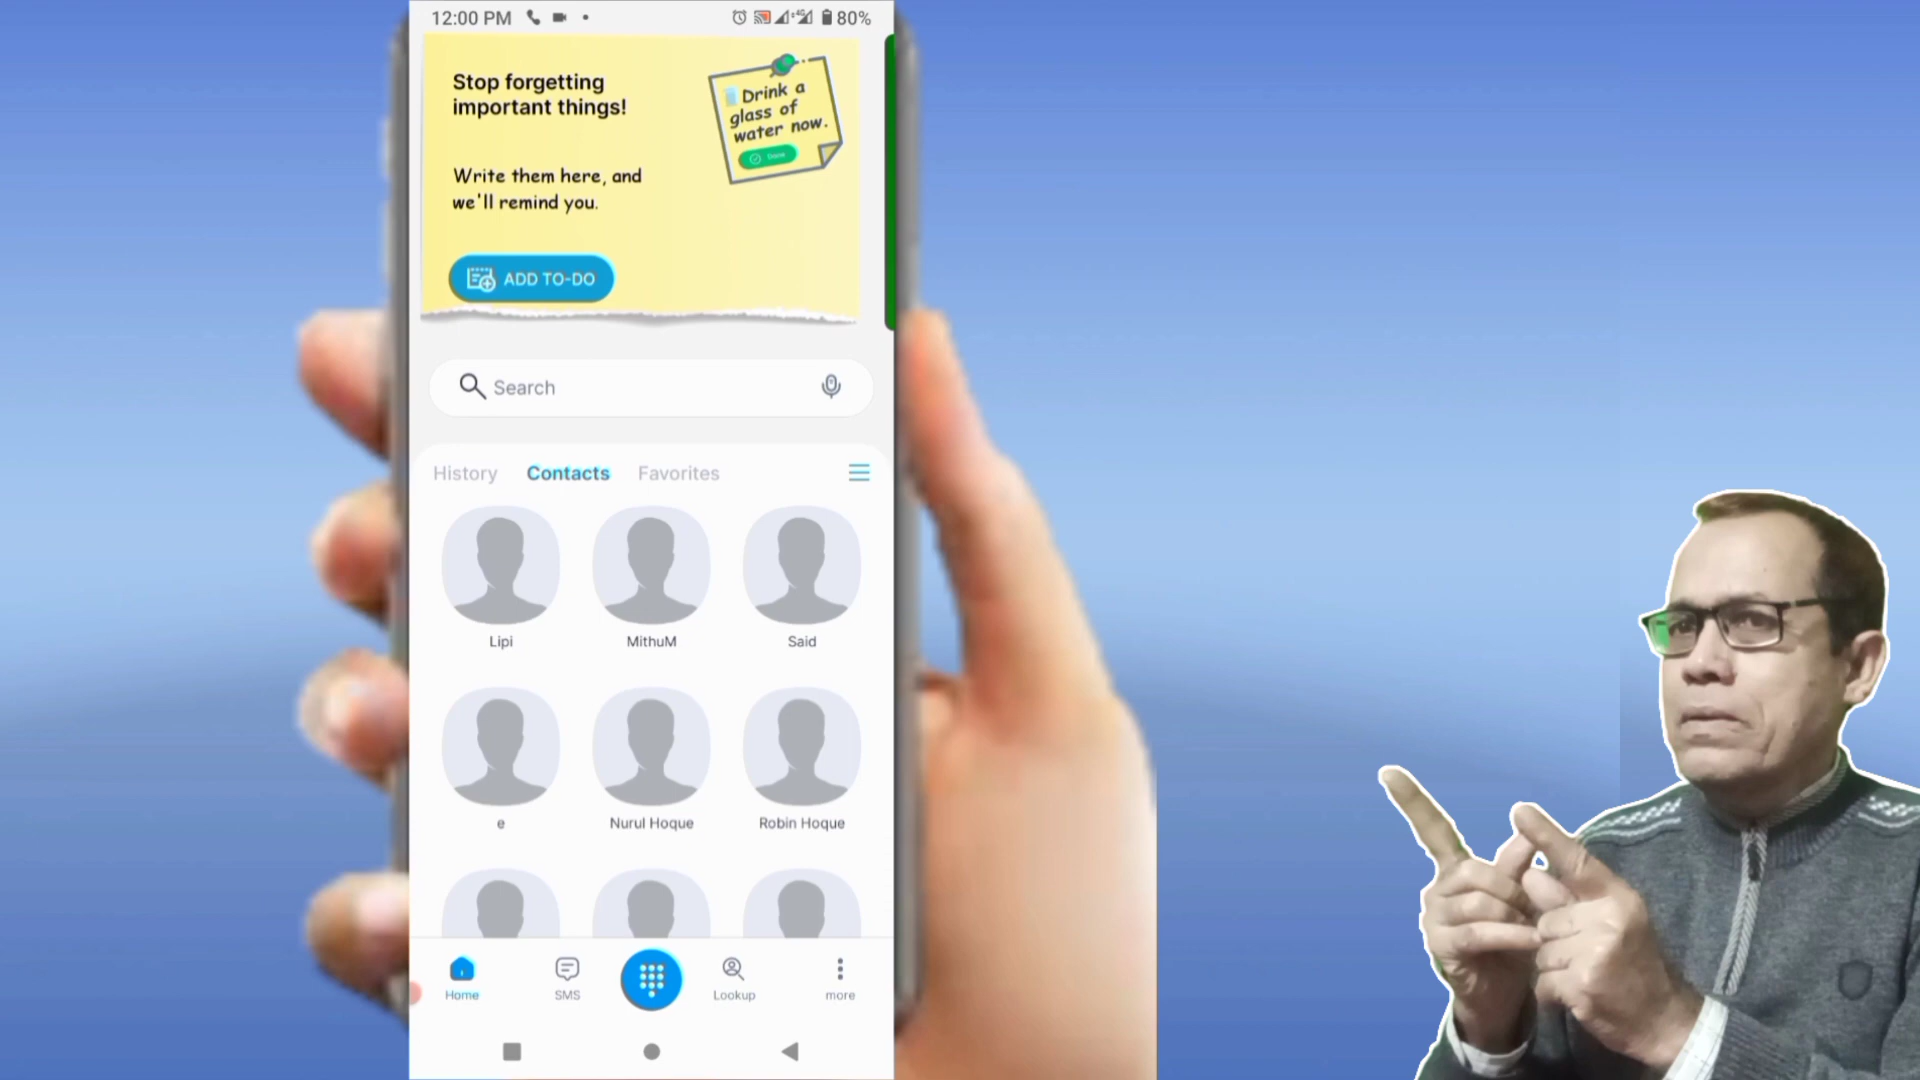 12:00 PM
80%
Stop forgetting
important things!
Drink a
glass of
water now.
Done
Write them here, and
we'll remind you.
ADD TO-DO
Search
History Contacts Favorites
Lipi MithuM Said
e Nurul Hoque Robin Hoque
Home SMS Lookup more